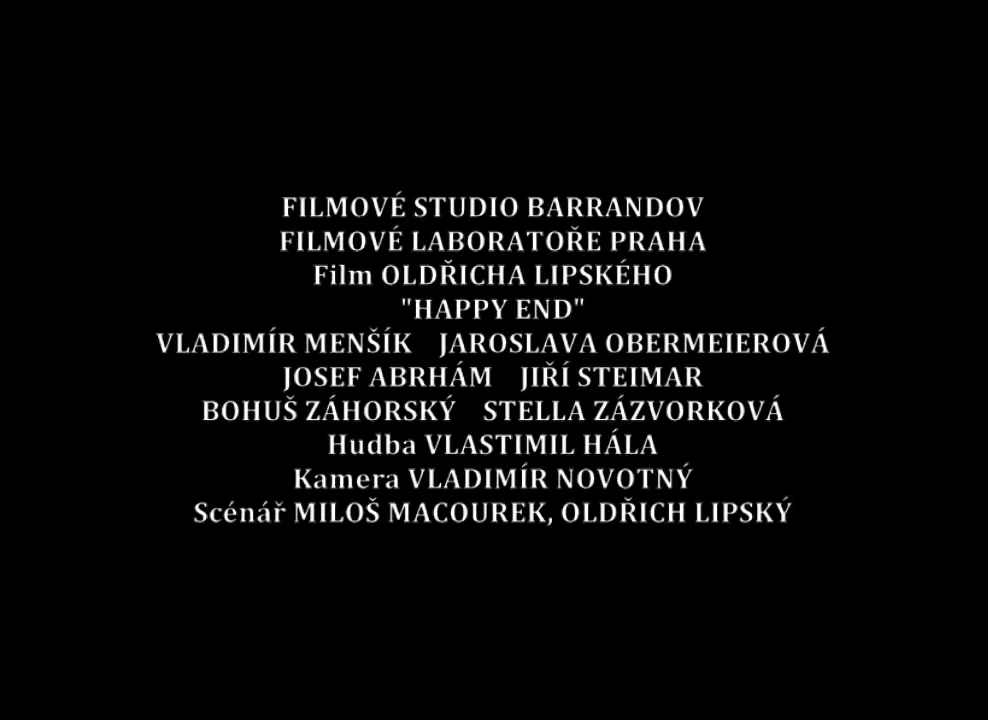 FILMOVÉ STUDIO BARRANDOV
FILMOVÉ LABORATOŘE PRAHA
Film OLDŘICHA LIPSKÉHO
"HAPPY END"
VLADIMÍR MENŠÍK JAROSLAVA OBERMEIEROVÁ
JOSEF ABRHÁM JIŘÍ STEIMAR
BOHUŠ ZÁHORSKÝ STELLA ZÁZVORKOVÁ
Hudba VLASTIMIL HÁLA
Kamera VLADIMÍR NOVOTNÝ
Scénář MILOŠ MACOUREK, OLDŘICH LIPSKÝ